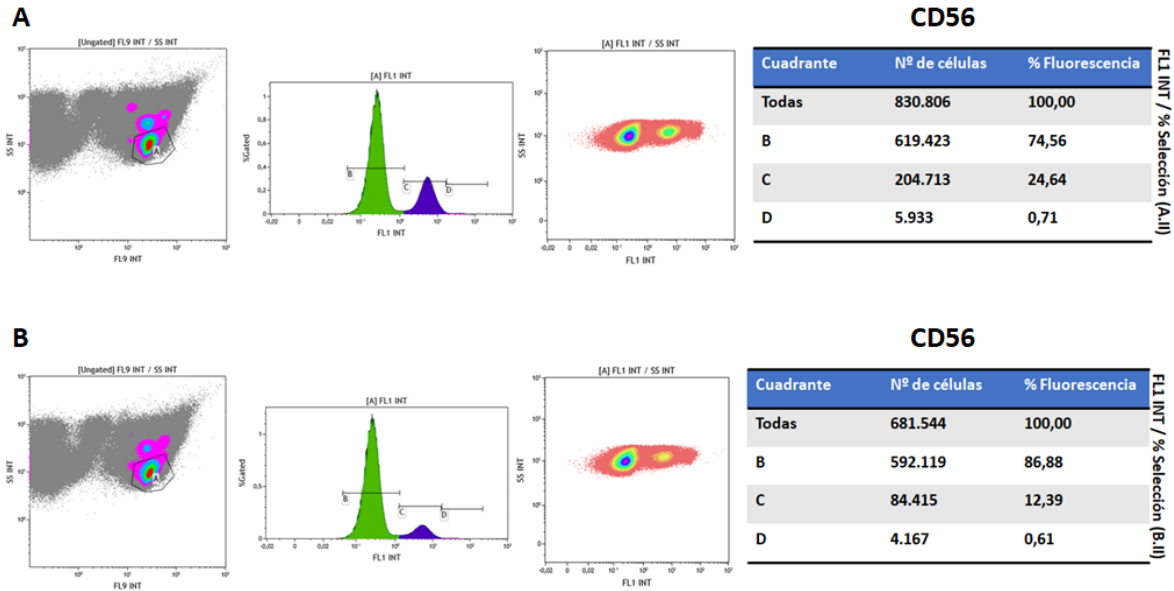 A
CD56
[Ungated] FL9 INT / SS INT
SS INT
FL9 INT
A
[A] FL1 INT
%Gated
FL1 INT
B
C
D
[A] FL1 INT / SS INT
SS INT
FL1 INT
Cuadrante Nº de células % Fluorescencia
Todas 830.806 100,00
B 619.423 74,56
C 204.713 24,64
D 5.933 0,71
FL1 INT / % Selección (A.II)
B
CD56
[Ungated] FL9 INT / SS INT
SS INT
FL9 INT
A
[A] FL1 INT
%Gated
FL1 INT
B
C
D
[A] FL1 INT / SS INT
SS INT
FL1 INT
Cuadrante Nº de células % Fluorescencia
Todas 681.544 100,00
B 592.119 86,88
C 84.415 12,39
D 4.167 0,61
FL1 INT / % Selección (B.II)